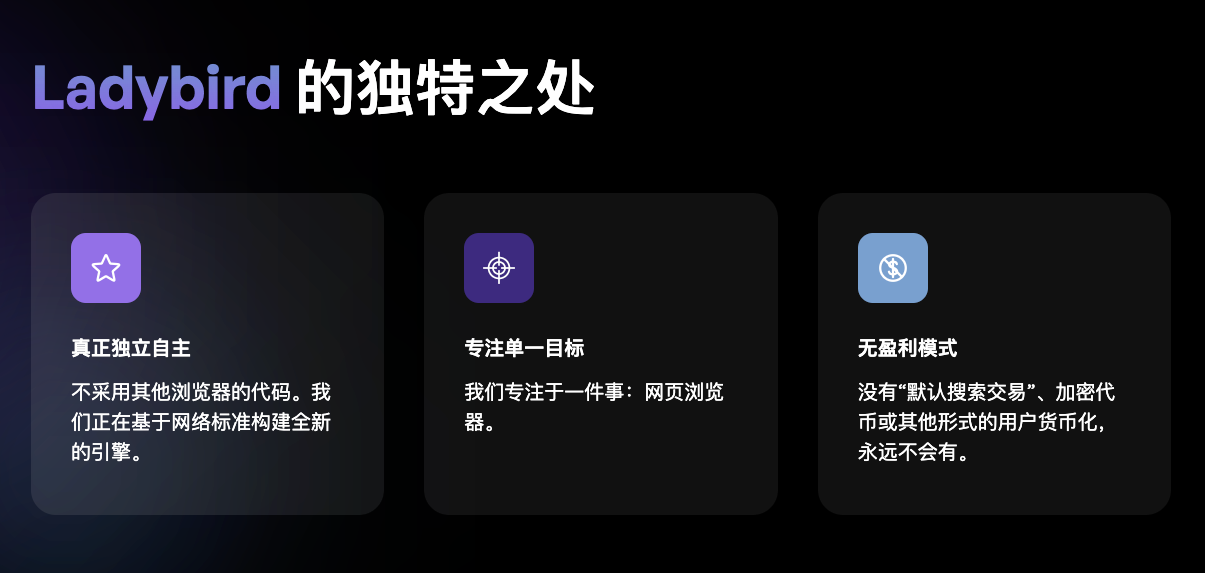 Ladybird 的独特之处
真正独立自主
不采用其他浏览器的代码。我
们正在基于网络标准构建全新
的引擎。
专注单一目标
我们专注于一件事：网页浏览
器。
无盈利模式
没有“默认搜索交易”、加密代
币或其他形式的用户货币化，
永远不会有。